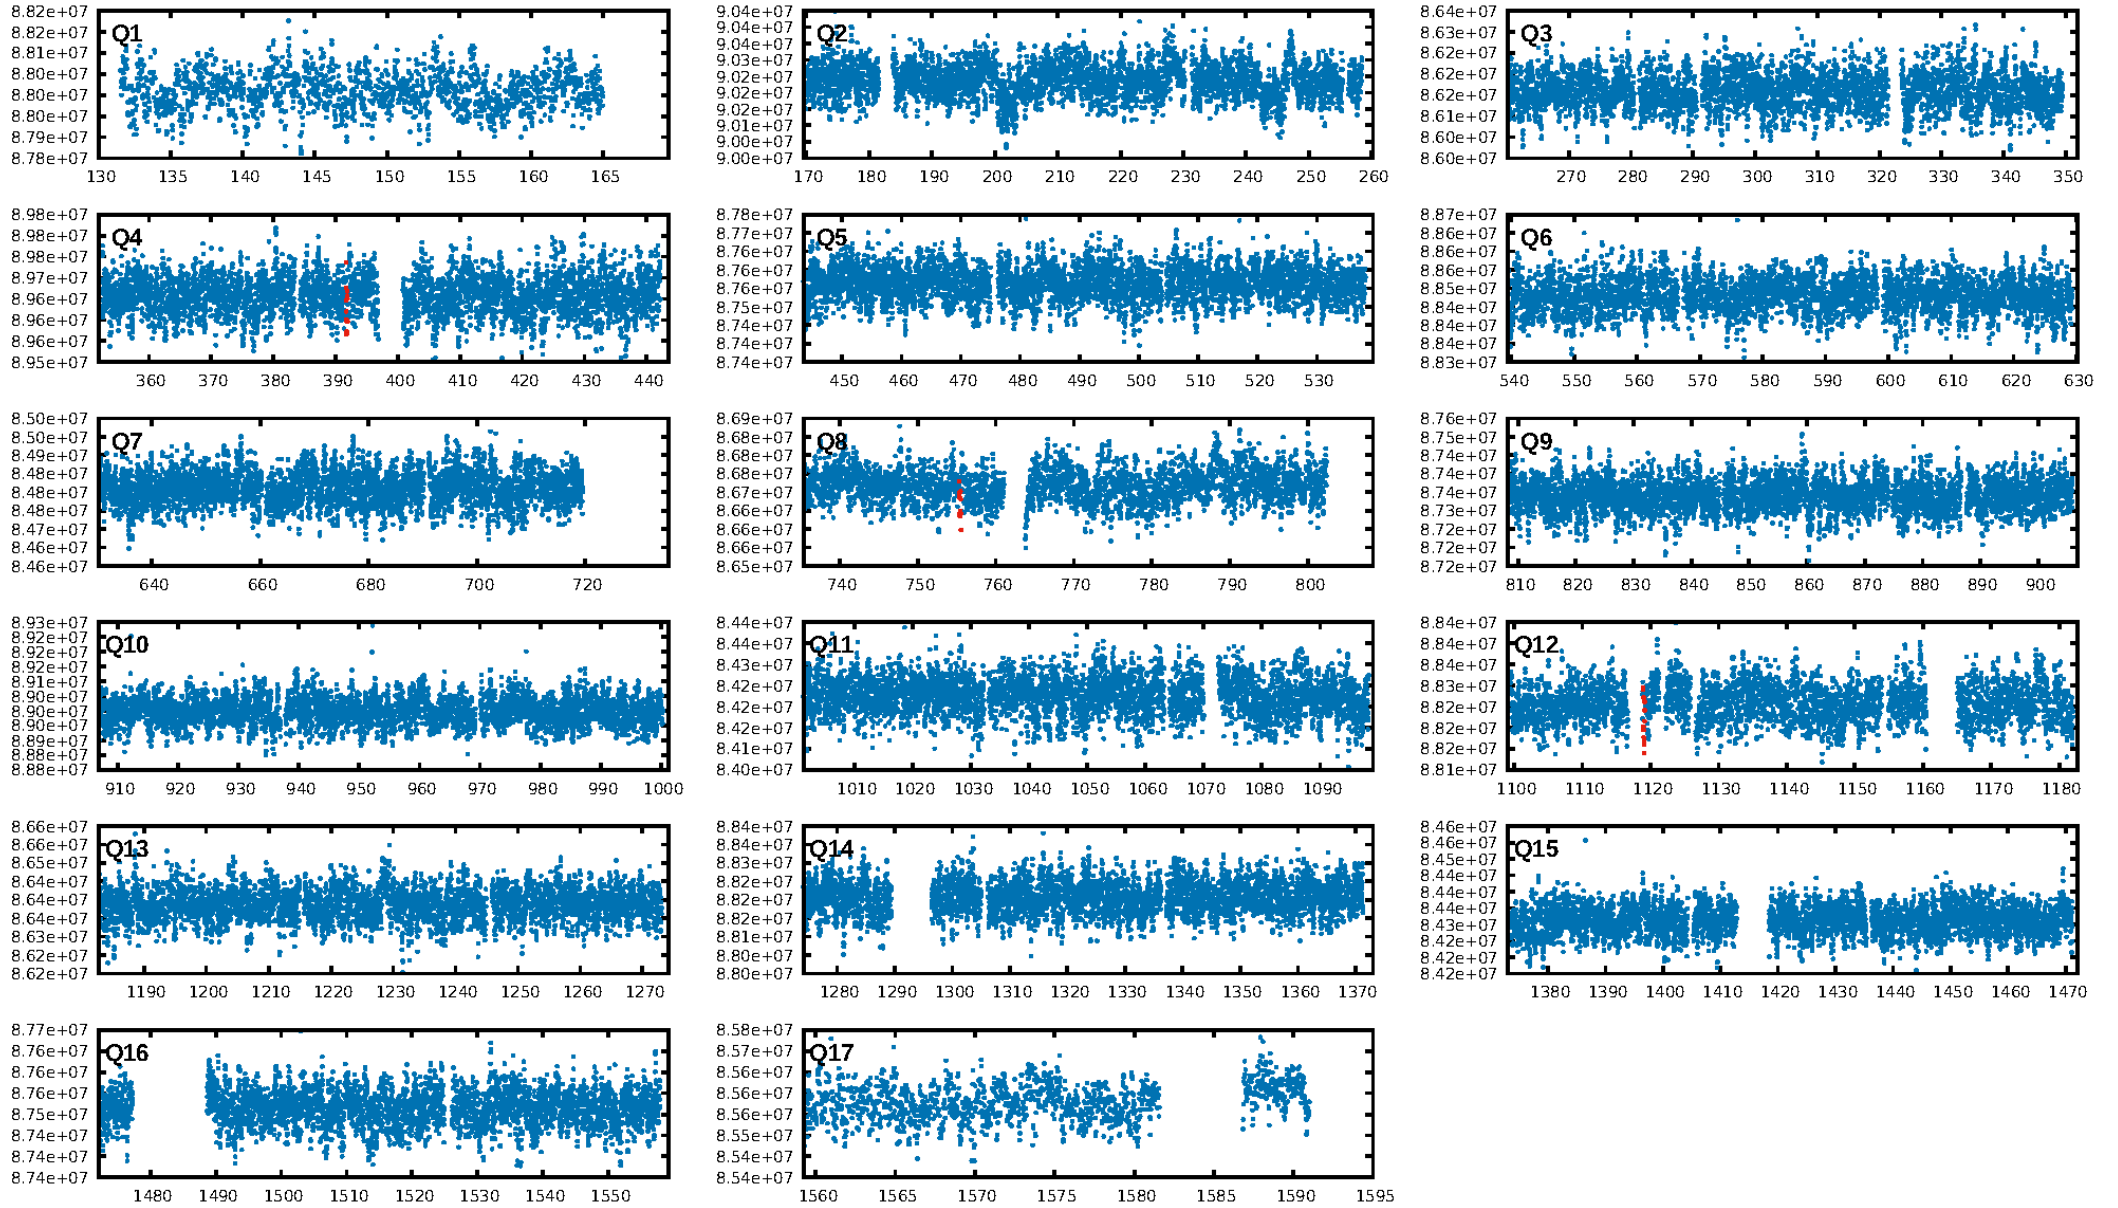 8.82e+07 8.82e+07 8.81e+07 8.80e+07 8.80e+07 8.80e+07 8.79e+07 8.78e+07
Q1
130 135 140 145 150 155 160 165
9.04e+07 9.04e+07 9.04e+07 9.03e+07 9.02e+07 9.02e+07 9.02e+07 9.01e+07 9.00e+07 9.00e+07
Q2
170 180 190 200 210 220 230 240 250 260
8.64e+07 8.63e+07 8.62e+07 8.62e+07 8.62e+07 8.61e+07 8.60e+07 8.60e+07
Q3
270 280 290 300 310 320 330 340 350
8.98e+07 8.98e+07 8.98e+07 8.97e+07 8.96e+07 8.96e+07 8.96e+07 8.95e+07
Q4
360 370 380 390 400 410 420 430 440
8.78e+07 8.77e+07 8.76e+07 8.76e+07 8.76e+07 8.75e+07 8.74e+07 8.74e+07 8.74e+07
Q5
450 460 470 480 490 500 510 520 530
8.87e+07 8.86e+07 8.86e+07 8.86e+07 8.85e+07 8.84e+07 8.84e+07 8.83e+07
Q6
540 550 560 570 580 590 600 610 620 630
8.50e+07 8.50e+07 8.49e+07 8.48e+07 8.48e+07 8.48e+07 8.47e+07 8.46e+07 8.46e+07
Q7
640 660 680 700 720
8.69e+07 8.68e+07 8.68e+07 8.68e+07 8.67e+07 8.66e+07 8.66e+07 8.66e+07 8.65e+07
Q8
740 750 760 770 780 790 800
8.76e+07 8.75e+07 8.74e+07 8.74e+07 8.74e+07 8.73e+07 8.72e+07 8.72e+07 8.72e+07
Q9
810 820 830 840 850 860 870 880 890 900
8.93e+07 8.92e+07 8.92e+07 8.92e+07 8.91e+07 8.90e+07 8.90e+07 8.90e+07 8.89e+07 8.88e+07 8.88e+07
Q10
910 920 930 940 950 960 970 980 990 1000
8.44e+07 8.44e+07 8.43e+07 8.42e+07 8.42e+07 8.42e+07 8.41e+07 8.40e+07
Q11
1010 1020 1030 1040 1050 1060 1070 1080 1090
8.84e+07 8.84e+07 8.84e+07 8.83e+07 8.82e+07 8.82e+07 8.82e+07 8.81e+07
Q12
1100 1110 1120 1130 1140 1150 1160 1170 1180
8.66e+07 8.66e+07 8.65e+07 8.64e+07 8.64e+07 8.64e+07 8.63e+07 8.62e+07 8.62e+07
Q13
1190 1200 1210 1220 1230 1240 1250 1260 1270
8.84e+07 8.84e+07 8.83e+07 8.82e+07 8.82e+07 8.82e+07 8.81e+07 8.80e+07 8.80e+07
Q14
1280 1290 1300 1310 1320 1330 1340 1350 1360 1370
8.46e+07 8.46e+07 8.45e+07 8.44e+07 8.44e+07 8.44e+07 8.43e+07 8.42e+07 8.42e+07 8.42e+07
Q15
1380 1390 1400 1410 1420 1430 1440 1450 1460 1470
8.77e+07 8.76e+07 8.76e+07 8.76e+07 8.75e+07 8.74e+07 8.74e+07 8.74e+07
Q16
1480 1490 1500 1510 1520 1530 1540 1550
8.58e+07 8.57e+07 8.56e+07 8.56e+07 8.56e+07 8.55e+07 8.54e+07 8.54e+07
Q17
1560 1565 1570 1575 1580 1585 1590 1595